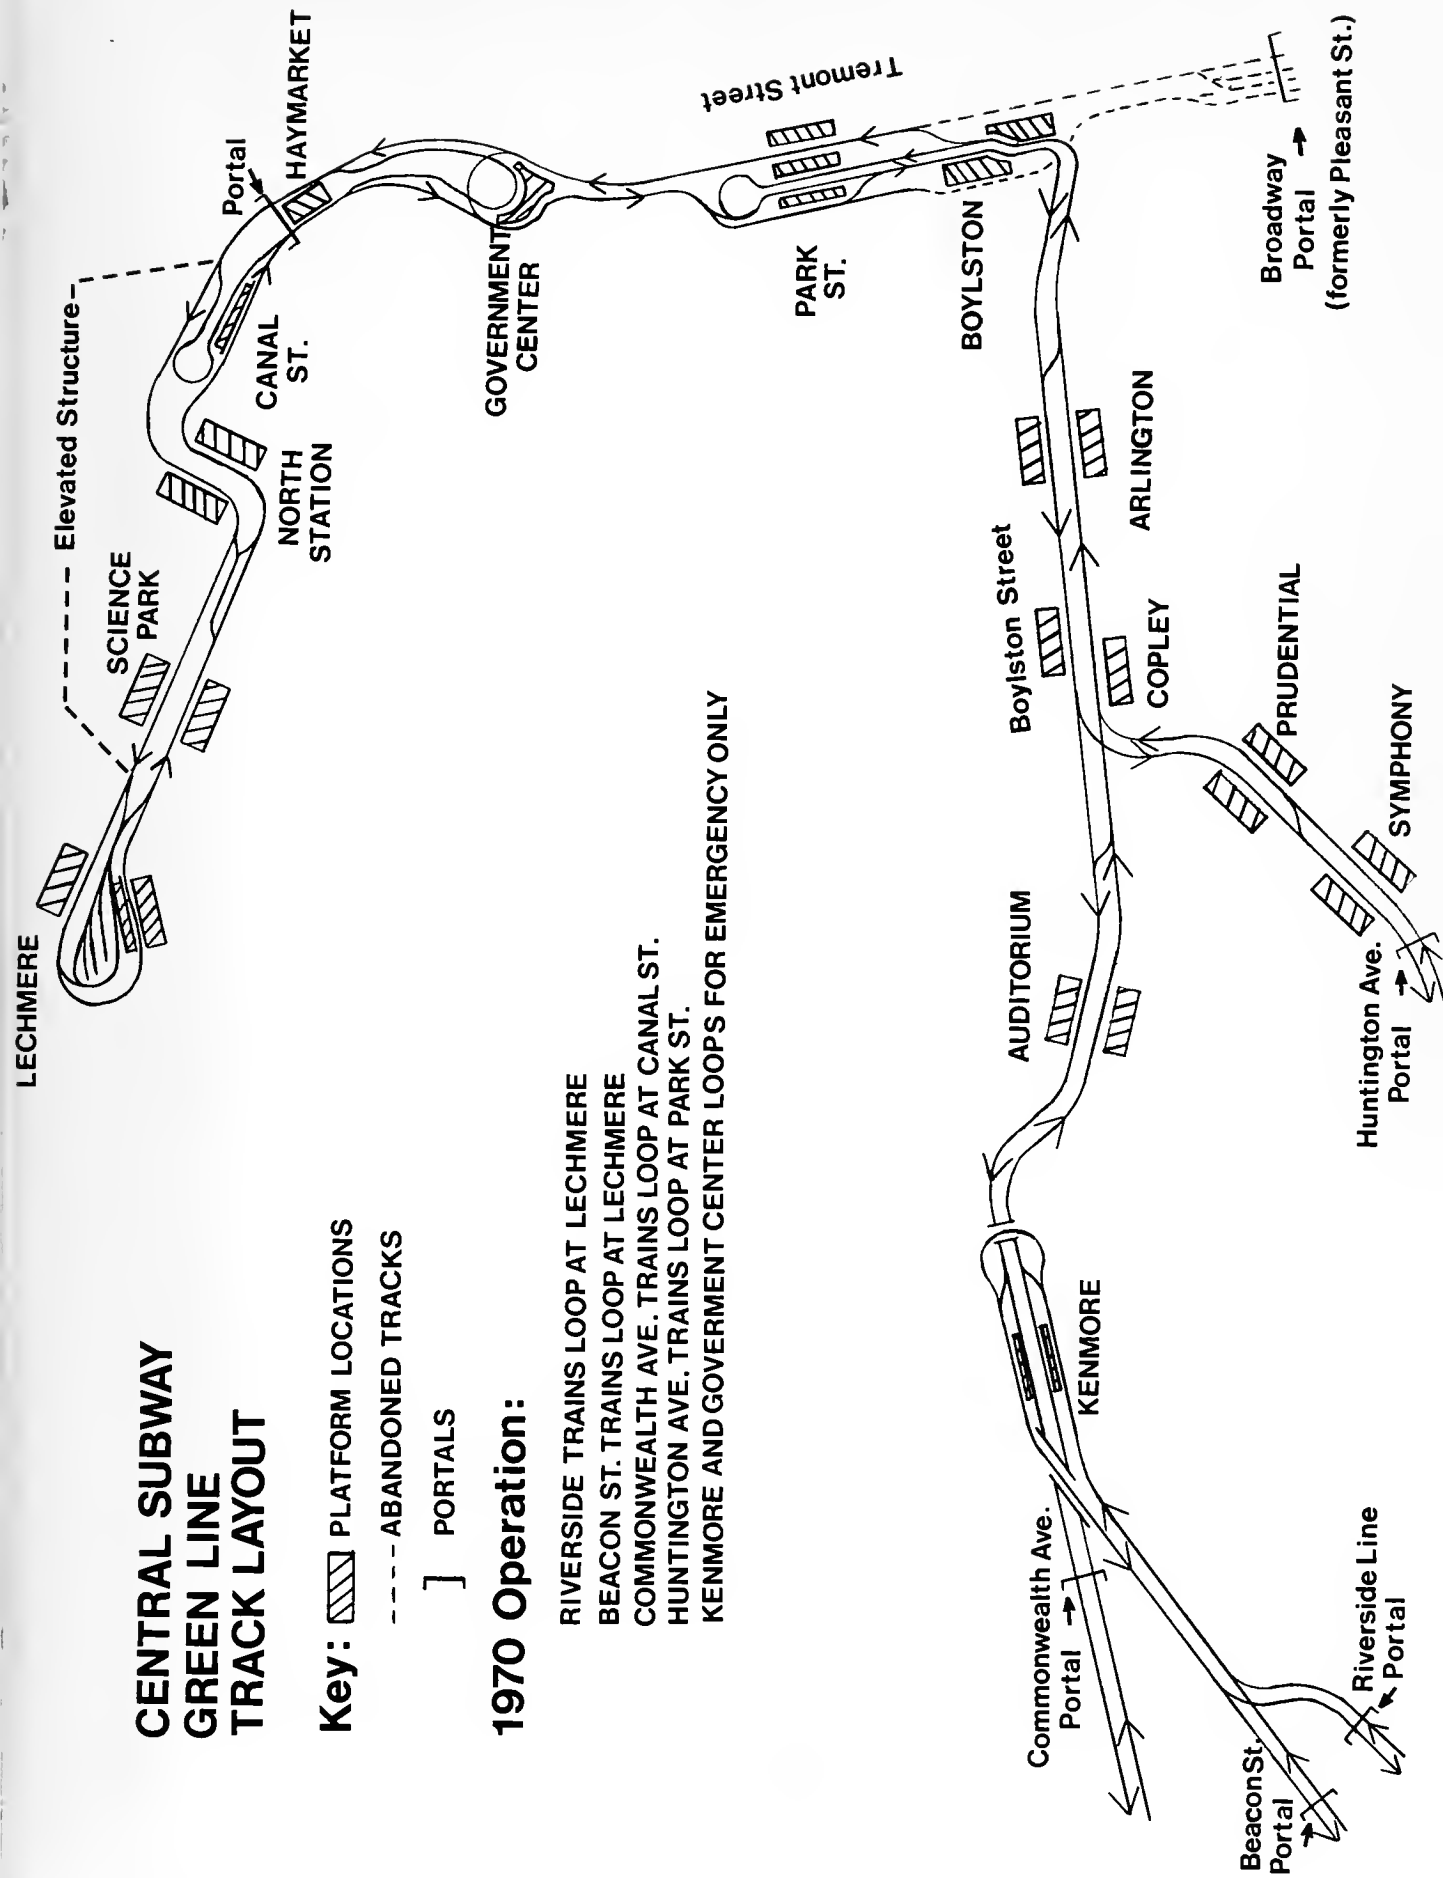 CENTRAL SUBWAY
GREEN LINE
TRACK LAYOUT
Key:
PLATFORM LOCATIONS
ABANDONED TRACKS
PORTALS
1970 Operation:
RIVERSIDE TRAINS LOOP AT LECHMERE
BEACON ST. TRAINS LOOP AT LECHMERE
COMMONWEALTH AVE. TRAINS LOOP AT CANAL ST.
HUNTINGTON AVE. TRAINS LOOP AT PARK ST.
KENMORE AND GOVERMENT CENTER LOOPS FOR EMERGENCY ONLY
LECHMERE
SCIENCE
PARK
Elevated Structure
NORTH
STATION
CANAL
ST.
Portal
HAYMARKET
GOVERNMENT
CENTER
PARK
ST.
Tremont Street
BOYLSTON
Broadway
Portal
(formerly Pleasant St.)
ARLINGTON
Boylston Street
COPLEY
PRUDENTIAL
SYMPHONY
Huntington Ave.
Portal
AUDITORIUM
KENMORE
Commonwealth Ave.
Portal
Beacon St.
Portal
Riverside Line
Portal